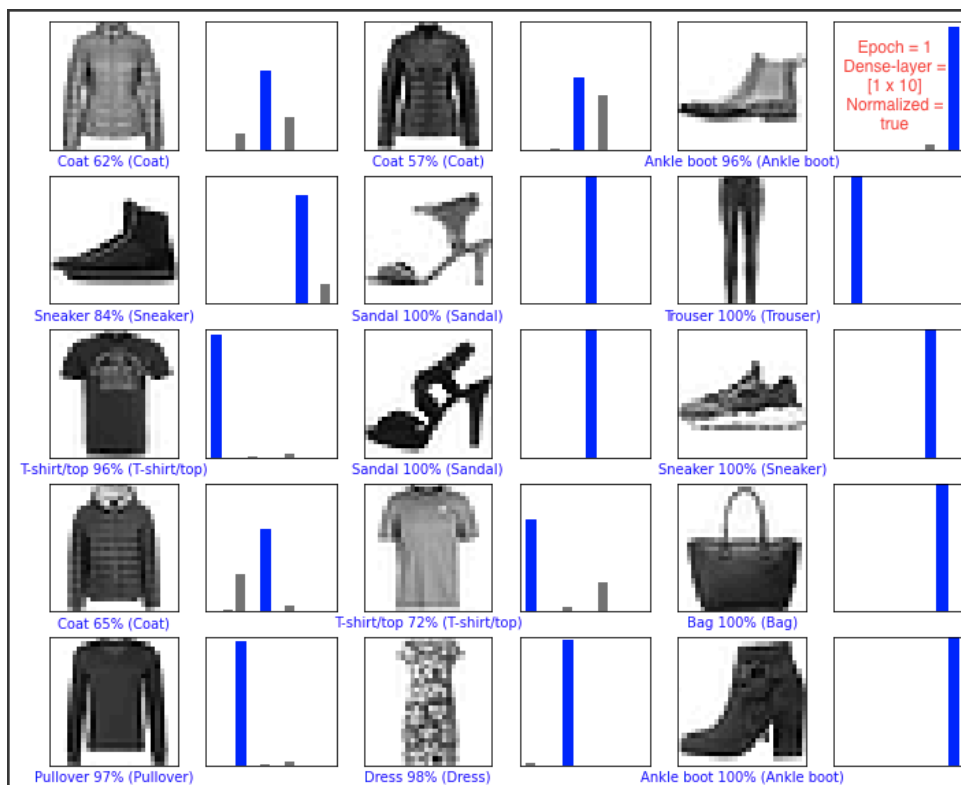 Epoch = 1
Dense-layer =
[1 x 10]
Normalized =
true
Coat 62% (Coat)
Coat 57% (Coat)
Ankle boot 96% (Ankle boot)
Sneaker 84% (Sneaker)
Sandal 100% (Sandal)
Trouser 100% (Trouser)
T-shirt/top 96% (T-shirt/top)
Sandal 100% (Sandal)
Sneaker 100% (Sneaker)
Coat 65% (Coat)
T-shirt/top 72% (T-shirt/top)
Bag 100% (Bag)
Pullover 97% (Pullover)
Dress 98% (Dress)
Ankle boot 100% (Ankle boot)